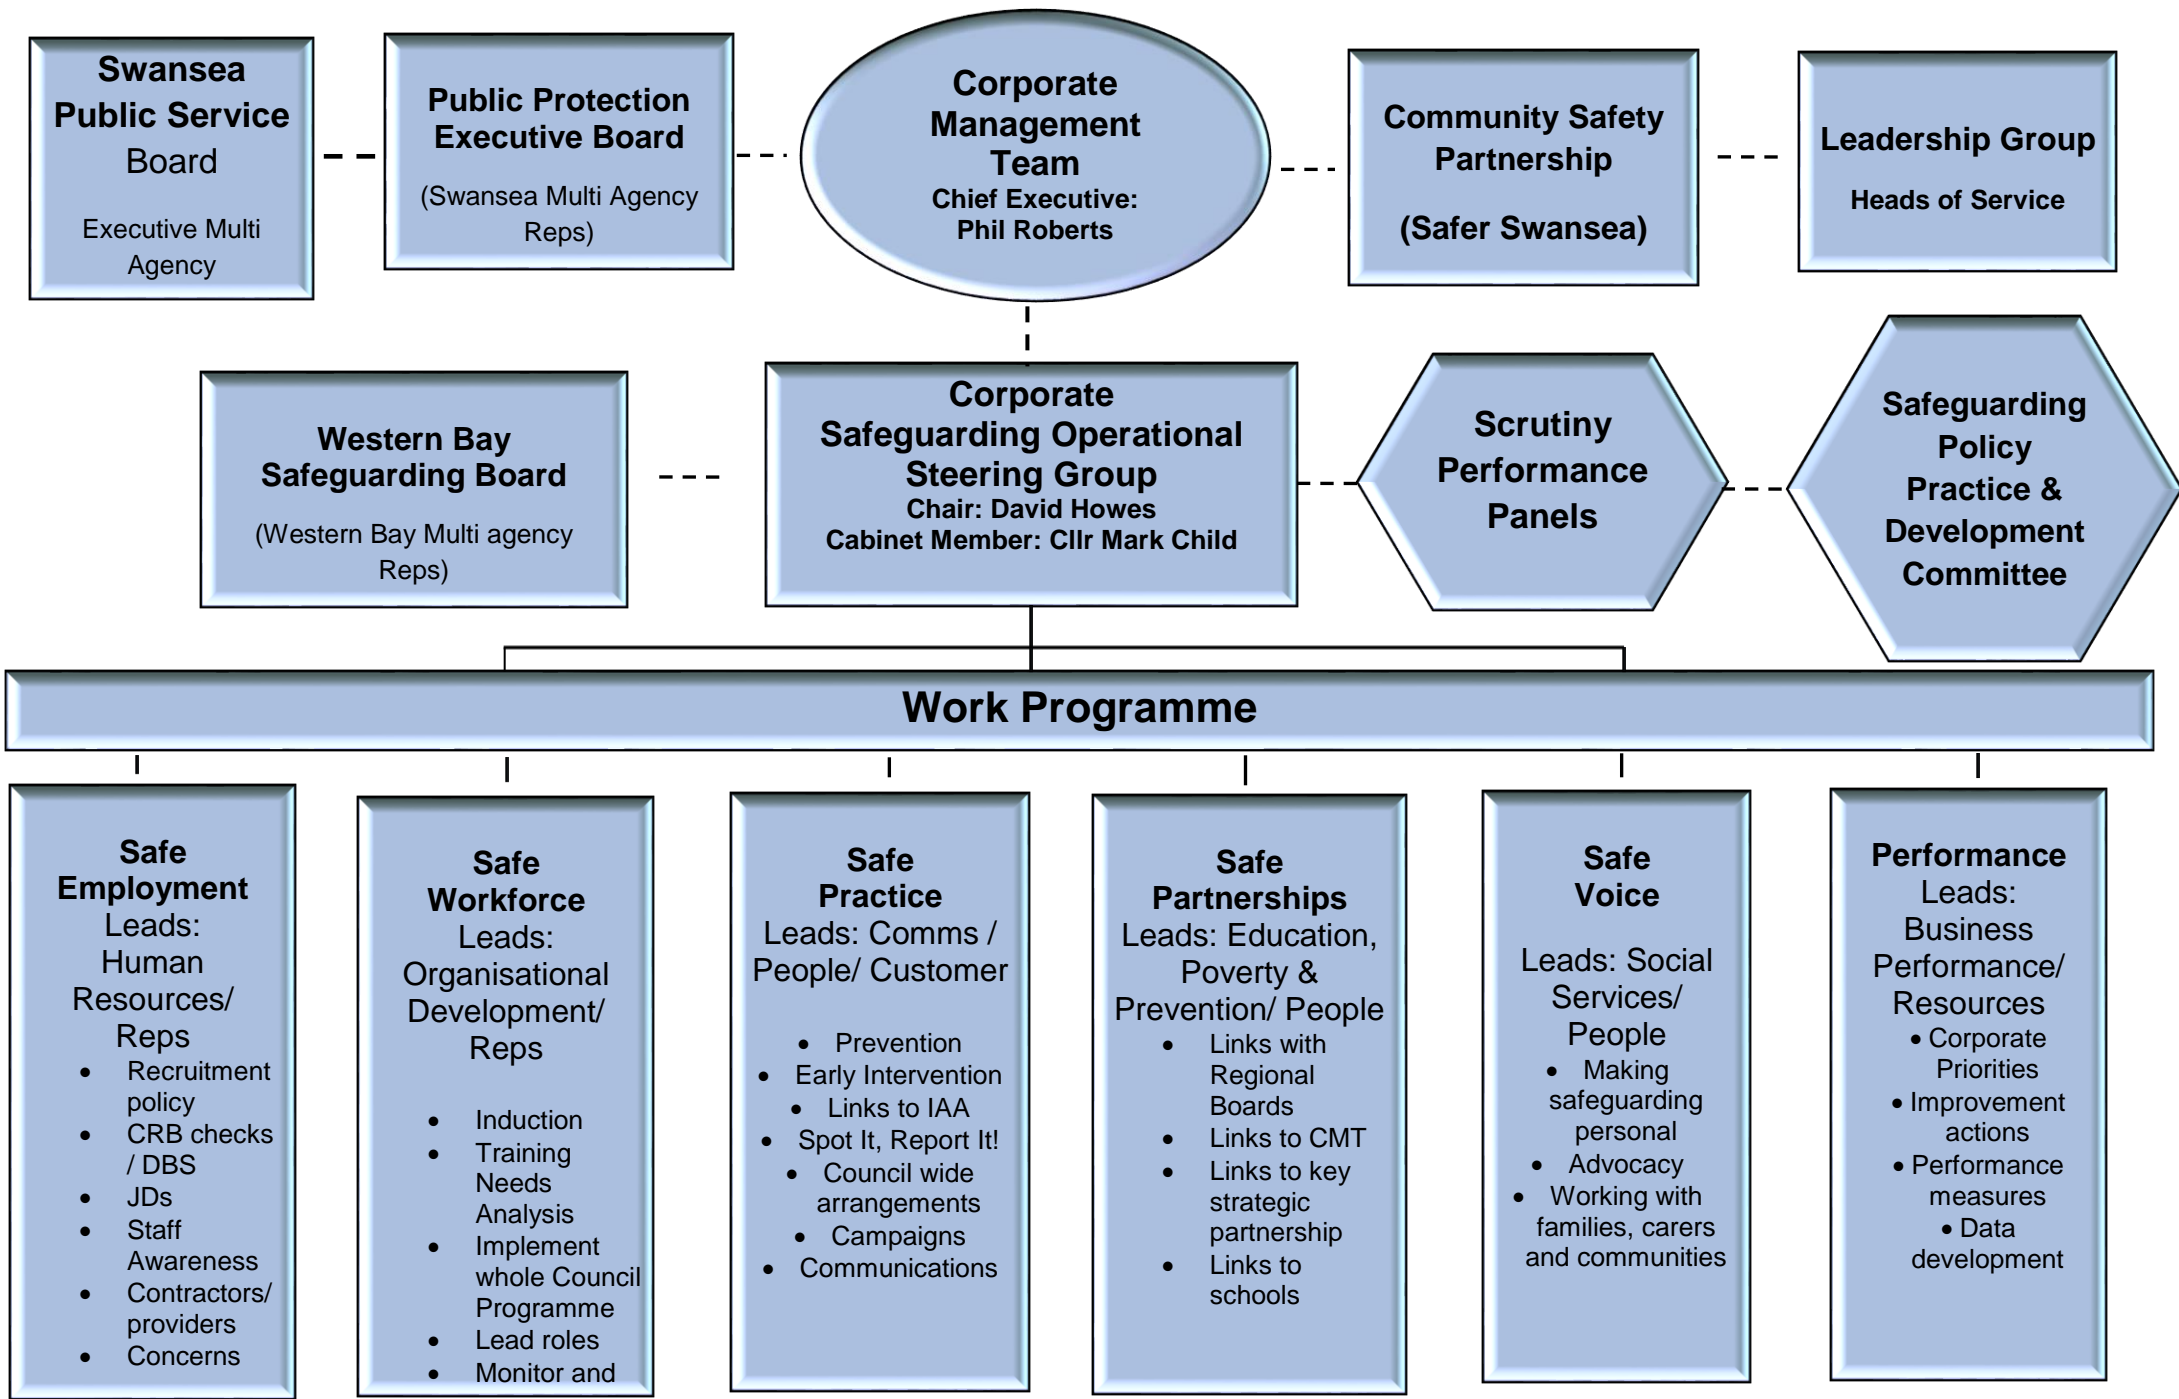 Swansea
Public Service
Board
Executive Multi
Agency
Public Protection
Executive Board
(Swansea Multi Agency
Reps)
Corporate
Management
Team
Chief Executive:
Phil Roberts
Community Safety
Partnership
(Safer Swansea)
Leadership Group
Heads of Service
Western Bay
Safeguarding Board
(Western Bay Multi agency
Reps)
Corporate
Safeguarding Operational
Steering Group
Chair: David Howes
Cabinet Member: Cllr Mark Child
Scrutiny
Performance
Panels
Safeguarding
Policy
Practice &
Development
Committee
Work Programme
Safe
Employment
Leads:
Human
Resources/
Reps
• Recruitment
policy
• CRB checks
/ DBS
• JDs
• Staff
Awareness
• Contractors/
providers
• Concerns
Safe
Workforce
Leads:
Organisational
Development/
Reps
• Induction
• Training
Needs
Analysis
• Implement
whole Council
Programme
• Lead roles
• Monitor and
Safe
Practice
Leads: Comms /
People/ Customer
• Prevention
• Early Intervention
• Links to IAA
• Spot It, Report It!
• Council wide
arrangements
• Campaigns
• Communications
Safe
Partnerships
Leads: Education,
Poverty &
Prevention/ People
• Links with
Regional
Boards
• Links to CMT
• Links to key
strategic
partnership
• Links to
schools
Safe
Voice
Leads: Social
Services/
People
• Making
safeguarding
personal
• Advocacy
• Working with
families, carers
and communities
Performance
Leads:
Business
Performance/
Resources
• Corporate
Priorities
• Improvement
actions
• Performance
measures
• Data
development